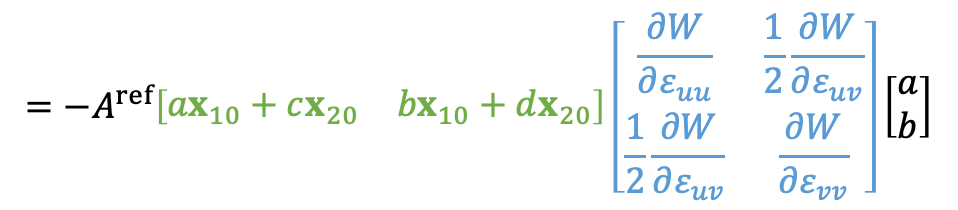 = −A^ref [a𝐱₁₀ + c𝐱₂₀   b𝐱₁₀ + d𝐱₂₀] [∂W/∂ε_uu   1/2 ∂W/∂ε_uv; 1/2 ∂W/∂ε_uv   ∂W/∂ε_vv] [a; b]